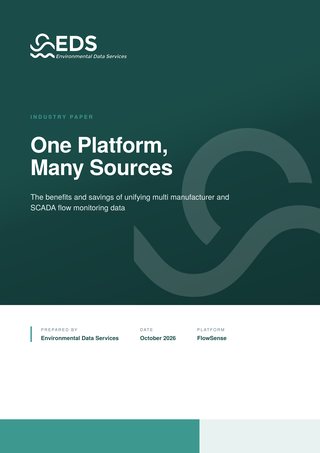 EDS
Environmental Data Services
INDUSTRY PAPER
One Platform,
Many Sources
The benefits and savings of unifying multi manufacturer and
SCADA flow monitoring data
PREPARED BY
Environmental Data Services
DATE
October 2026
PLATFORM
FlowSense